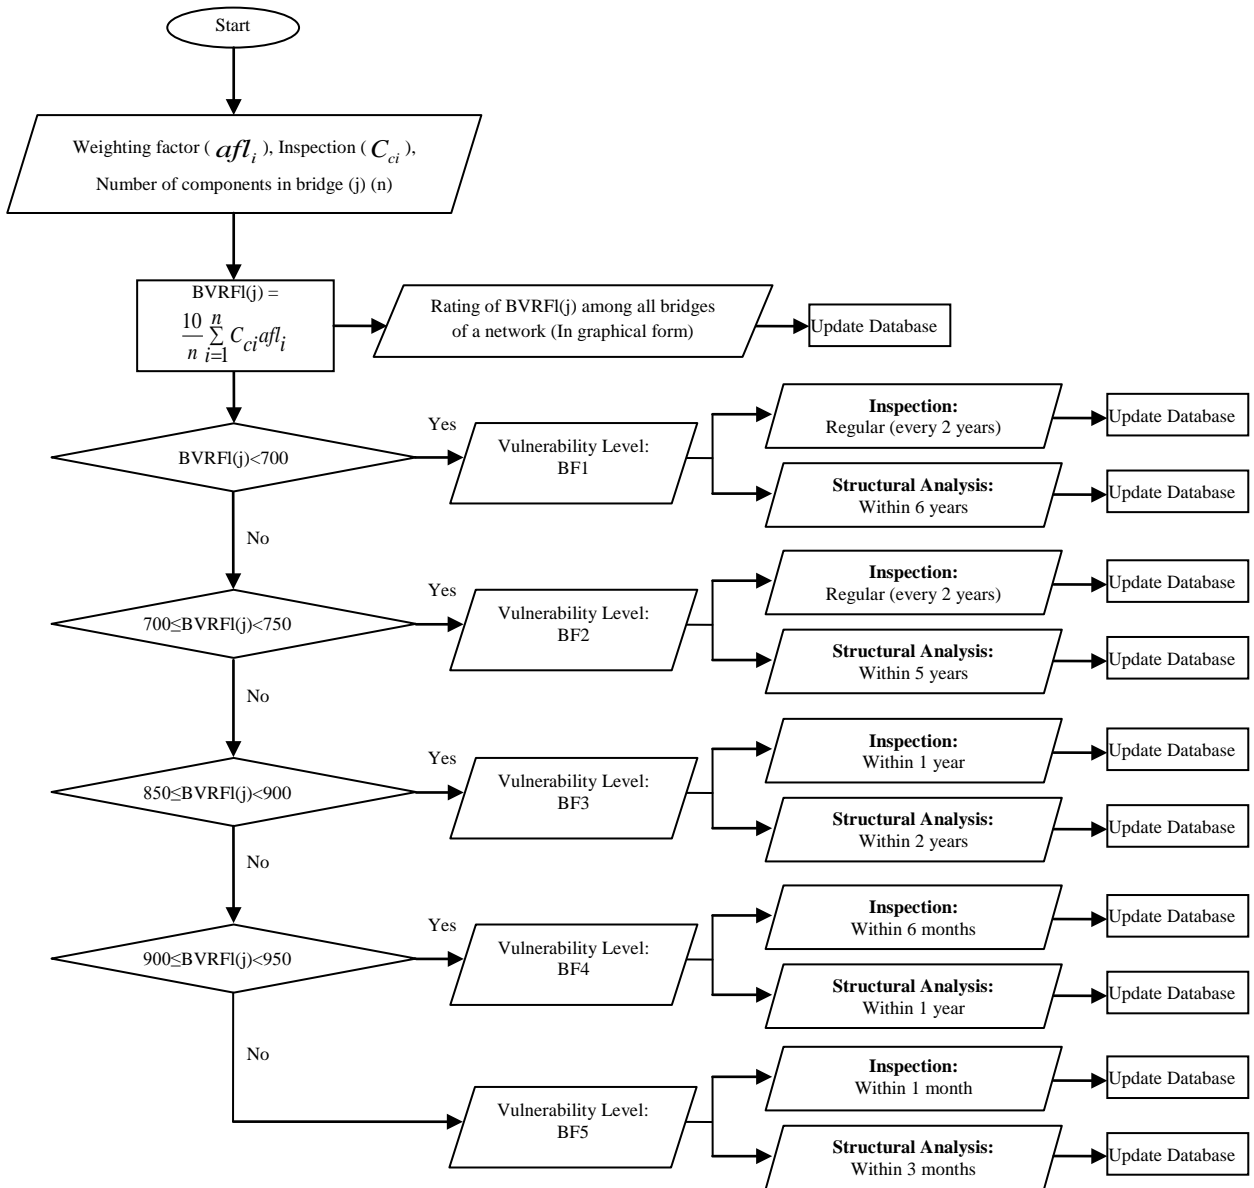 Start
Weighting factor ( afl_i ), Inspection ( C_ci ),
Number of components in bridge (j) (n)
BVRFl(j) =
10/n n∑i=1 C_ci afl_i
Rating of BVRFl(j) among all bridges
of a network (In graphical form)
Update Database
BVRFl(j)<700
Yes
Vulnerability Level:
BF1
Inspection:
Regular (every 2 years)
Update Database
Structural Analysis:
Within 6 years
Update Database
No
700≤BVRFl(j)<750
Yes
Vulnerability Level:
BF2
Inspection:
Regular (every 2 years)
Update Database
Structural Analysis:
Within 5 years
Update Database
No
850≤BVRFl(j)<900
Yes
Vulnerability Level:
BF3
Inspection:
Within 1 year
Update Database
Structural Analysis:
Within 2 years
Update Database
No
900≤BVRFl(j)<950
Yes
Vulnerability Level:
BF4
Inspection:
Within 6 months
Update Database
Structural Analysis:
Within 1 year
Update Database
No
Vulnerability Level:
BF5
Inspection:
Within 1 month
Update Database
Structural Analysis:
Within 3 months
Update Database